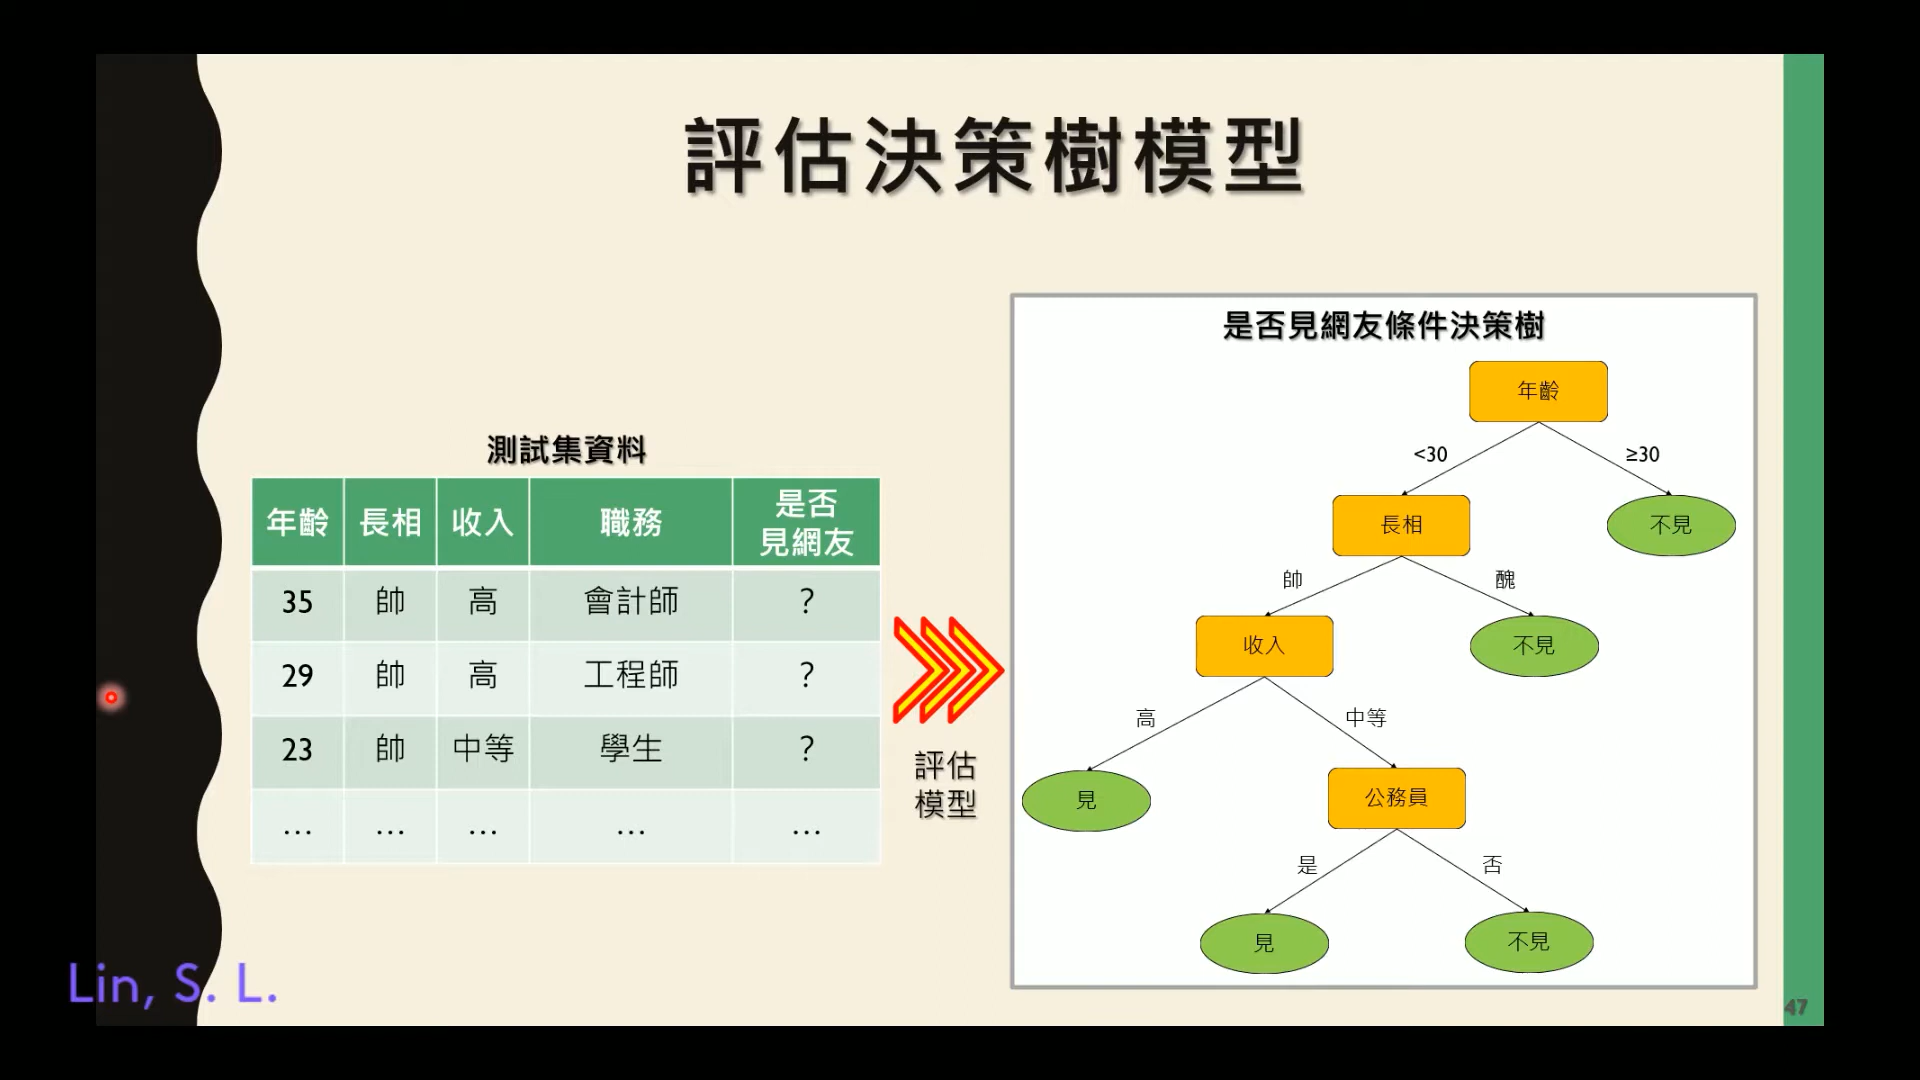 評估決策樹模型
測試集資料
年齡 長相 收入 職務 是否見網友
35 帥 高 會計師 ?
29 帥 高 工程師 ?
23 帥 中等 學生 ?
… … … … …
評估
模型
是否見網友條件決策樹
年齡
<30 ≥30
長相 不見
帥 醜
收入 不見
高 中等
見 公務員
是 否
見 不見
Lin, S. L.
47